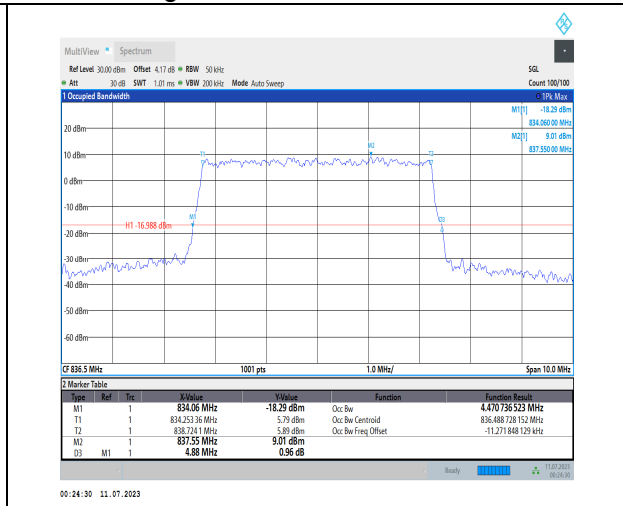 MultiView Spectrum
Ref Level 30.00 dBm Offset 4.17 dB RBW 50 kHz SGL
Att 30 dB SWT 1.01 ms VBW 200 kHz Mode Auto Sweep Count 100/100
1 Occupied Bandwidth 1Pk Max
M1[1] -18.29 dBm
834.060 00 MHz
M2[1] 9.01 dBm
837.550 00 MHz
20 dBm
10 dBm
0 dBm
-10 dBm
-20 dBm
-30 dBm
-40 dBm
-50 dBm
-60 dBm
T1
M2
T2
M1
D3
H1 -16.988 dBm
CF 836.5 MHz 1001 pts 1.0 MHz/ Span 10.0 MHz
2 Marker Table
Type Ref Trc X-Value Y-Value Function Function Result
M1 1 834.06 MHz -18.29 dBm Occ Bw 4.470 736 523 MHz
T1 1 834.253 36 MHz 5.79 dBm Occ Bw Centroid 836.488 728 152 MHz
T2 1 838.724 1 MHz 5.89 dBm Occ Bw Freq Offset -11.271 848 129 kHz
M2 1 837.55 MHz 9.01 dBm
D3 M1 1 4.88 MHz 0.96 dB
Ready 11.07.2023
00:24:30
00:24:30 11.07.2023